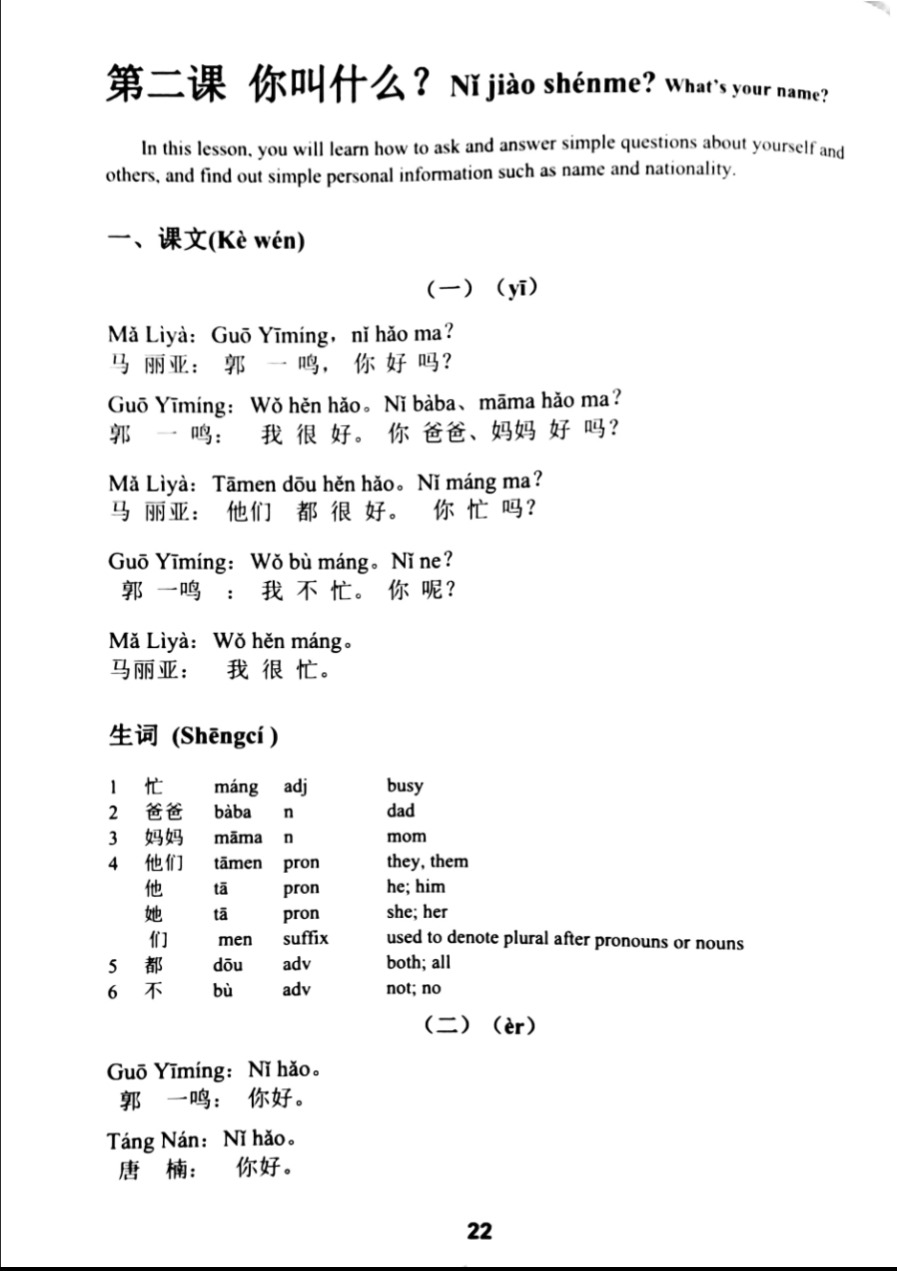 第二课 你叫什么？ Nǐ jiào shénme? What's your name?
In this lesson, you will learn how to ask and answer simple questions about yourself and
others, and find out simple personal information such as name and nationality.
一、课文(Kè wén)
（一）（yī）
Mǎ Lìyà：Guō Yīmíng，nǐ hǎo ma？
马 丽亚： 郭 一 鸣， 你 好 吗？
Guō Yīmíng：Wǒ hěn hǎo。Nǐ bàba、māma hǎo ma？
郭 一 鸣： 我 很 好。 你 爸爸、妈妈 好 吗？
Mǎ Lìyà：Tāmen dōu hěn hǎo。Nǐ máng ma？
马 丽亚： 他们 都 很 好。 你 忙 吗？
Guō Yīmíng：Wǒ bù máng。Nǐ ne？
郭 一鸣 ： 我 不 忙。 你 呢？
Mǎ Lìyà：Wǒ hěn máng。
马丽亚： 我 很 忙。
生词 (Shēngcí )
1 忙 máng adj busy
2 爸爸 bàba n dad
3 妈妈 māma n mom
4 他们 tāmen pron they, them
他 tā pron he; him
她 tā pron she; her
们 men suffix used to denote plural after pronouns or nouns
5 都 dōu adv both; all
6 不 bù adv not; no
（二）（èr）
Guō Yīmíng：Nǐ hǎo。
郭 一鸣： 你好。
Táng Nán：Nǐ hǎo。
唐 楠： 你好。
22